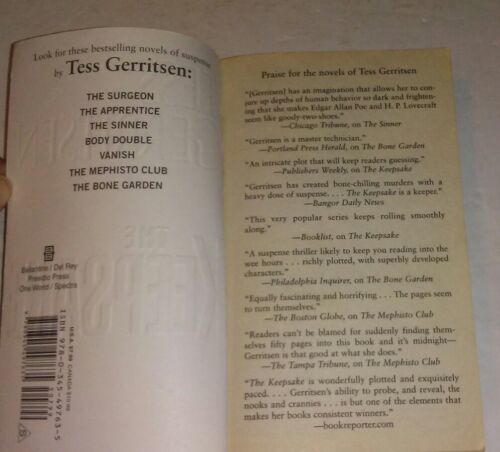 Look for these bestselling novels of suspense
by Tess Gerritsen:
THE SURGEON
THE APPRENTICE
THE SINNER
BODY DOUBLE
VANISH
THE MEPHISTO CLUB
THE BONE GARDEN
Ballantine / Del Rey
Presidio Press
One World / Spectra
ISBN 978-0-345-49763-5
Praise for the novels of Tess Gerritsen
“[Gerritsen] has an imagination that allows her to con-
jure up depths of human behavior so dark and frighten-
ing that she makes Edgar Allan Poe and H. P. Lovecraft
seem like goody-two-shoes.”
—Chicago Tribune, on The Sinner
“Gerritsen is a master technician.”
—Portland Press Herald, on The Bone Garden
“An intricate plot that will keep readers guessing.”
—Publishers Weekly, on The Keepsake
“Gerritsen has created bone-chilling murders with a
heavy dose of suspense. . . . The Keepsake is a keeper.”
—Bangor Daily News
“This very popular series keeps rolling smoothly
along.”
—Booklist, on The Keepsake
“A suspense thriller likely to keep you reading into the
wee hours . . . richly plotted, with superbly developed
characters.”
—Philadelphia Inquirer, on The Bone Garden
“Equally fascinating and horrifying . . . The pages seem
to turn themselves.”
—The Boston Globe, on The Mephisto Club
“Readers can't be blamed for suddenly finding them-
selves fifty pages into this book and it's midnight—
Gerritsen is that good at what she does.”
—The Tampa Tribune, on The Mephisto Club
“The Keepsake is wonderfully plotted and exquisitely
paced. . . . Gerritsen's ability to probe, and reveal, the
nooks and crannies . . . is but one of the elements that
make her books consistent winners.”
—bookreporter.com